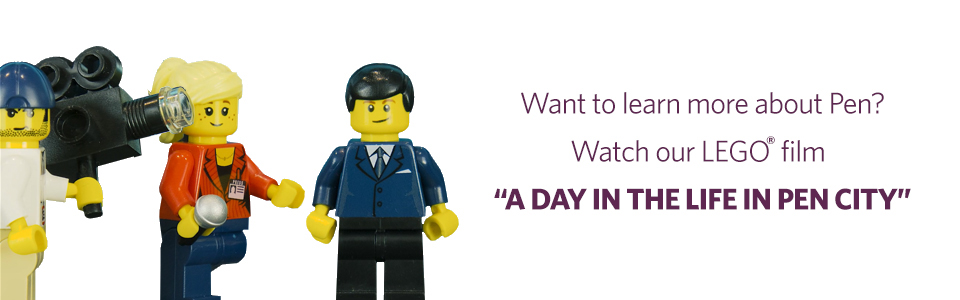 Want to learn more about Pen?
Watch our LEGO® film
“A DAY IN THE LIFE IN PEN CITY”